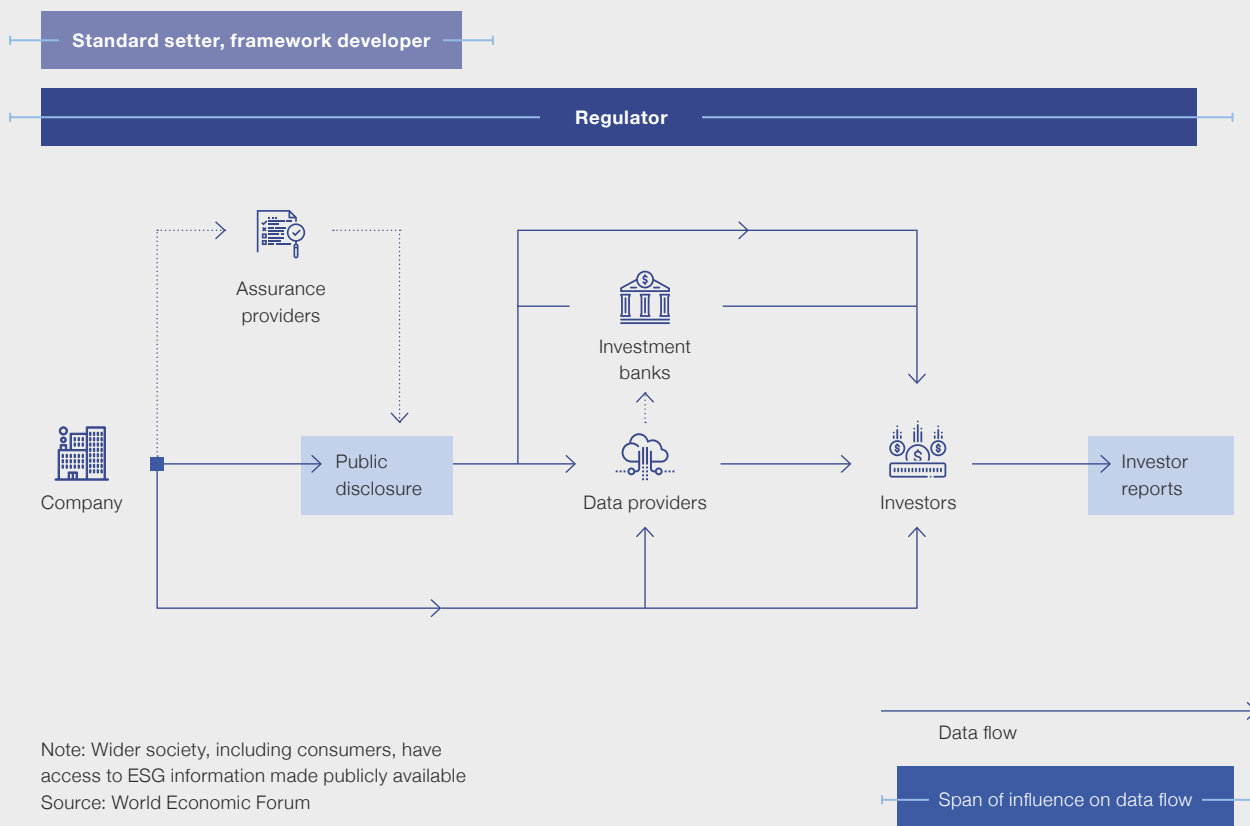 Standard setter, framework developer
Regulator
Assurance
providers
Investment
banks
Company
Public
disclosure
Data providers
Investors
Investor
reports
Data flow
Span of influence on data flow
Note: Wider society, including consumers, have
access to ESG information made publicly available
Source: World Economic Forum